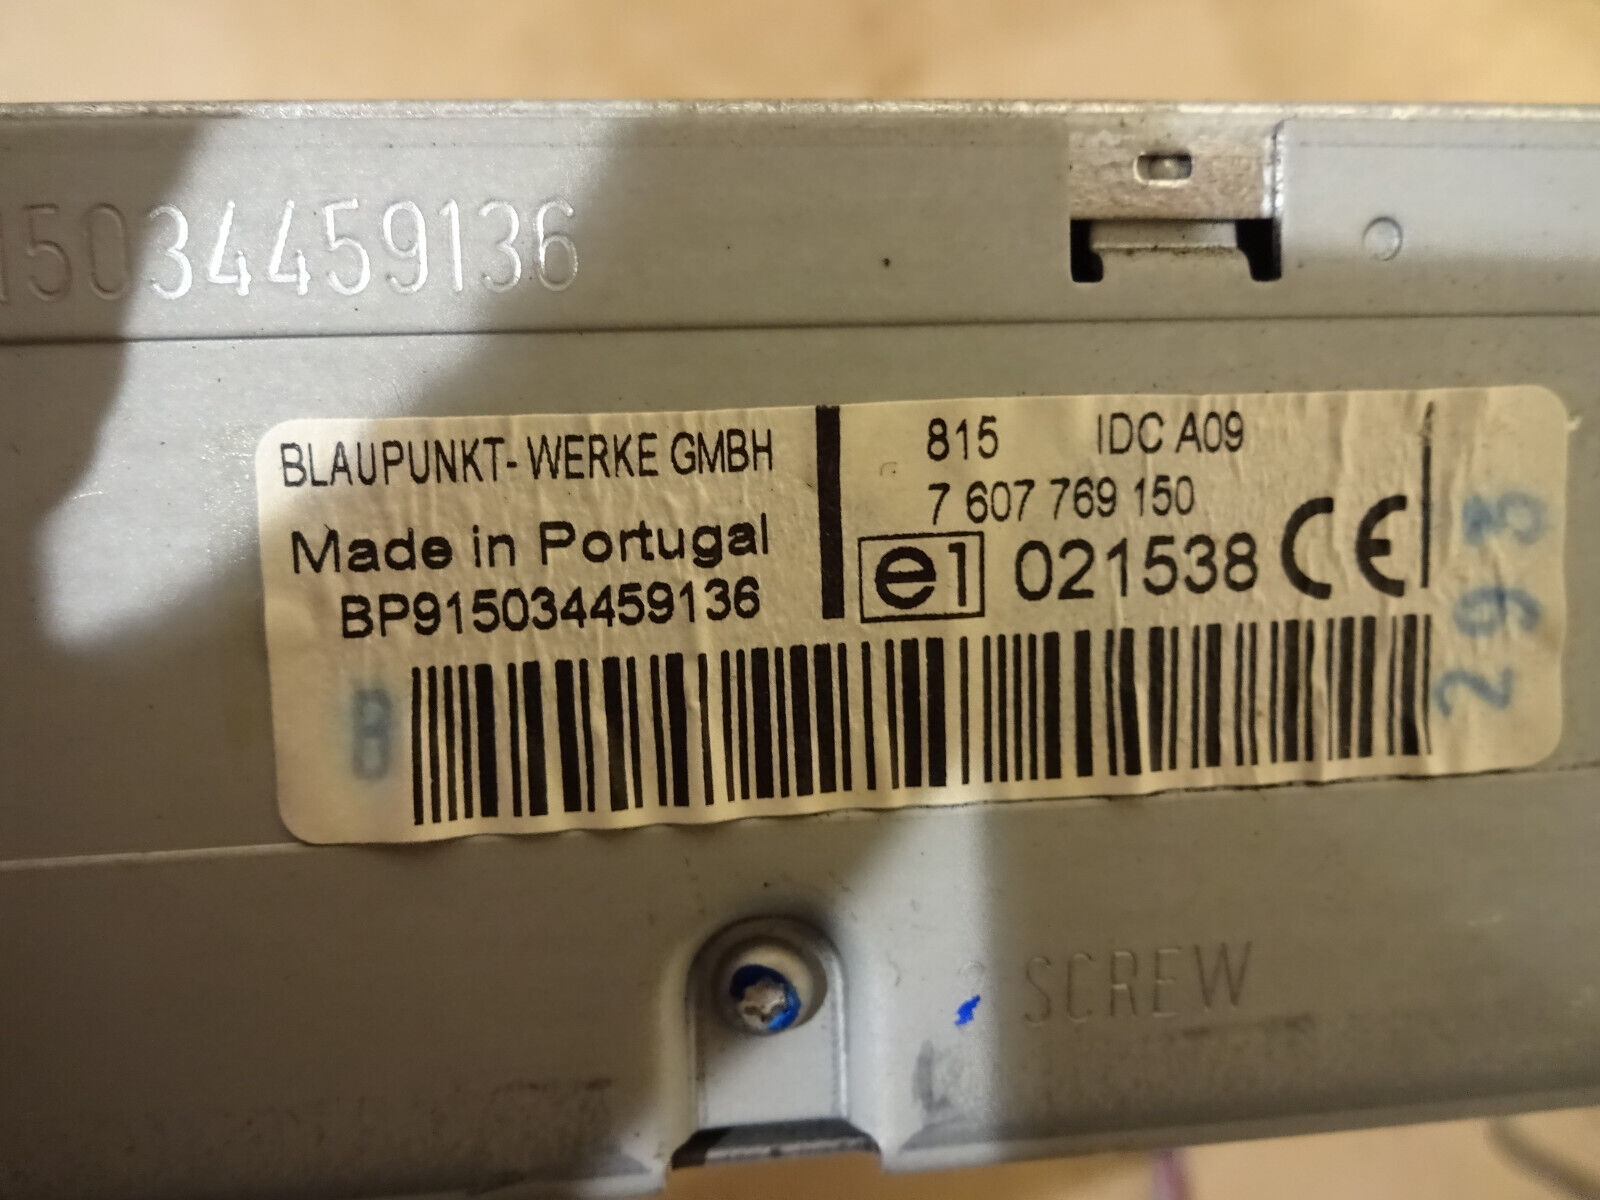 15034459136
BLAUPUNKT-WERKE GMBH
Made in Portugal
BP915034459136
815 IDC A09
7 607 769 150
e1 021538 CE
293
8
SCREW